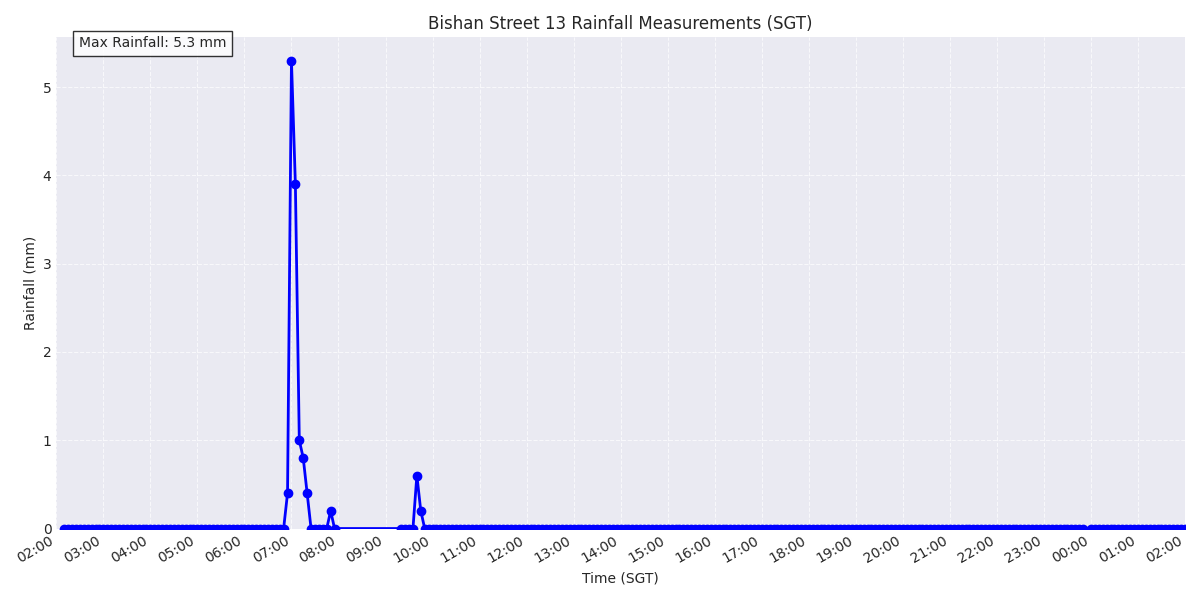 Bishan Street 13 Rainfall Measurements (SGT)
Max Rainfall: 5.3 mm
Rainfall (mm)
5
4
3
2
1
0
02:00 03:00 04:00 05:00 06:00 07:00 08:00 09:00 10:00 11:00 12:00 13:00 14:00 15:00 16:00 17:00 18:00 19:00 20:00 21:00 22:00 23:00 00:00 01:00 02:00
Time (SGT)